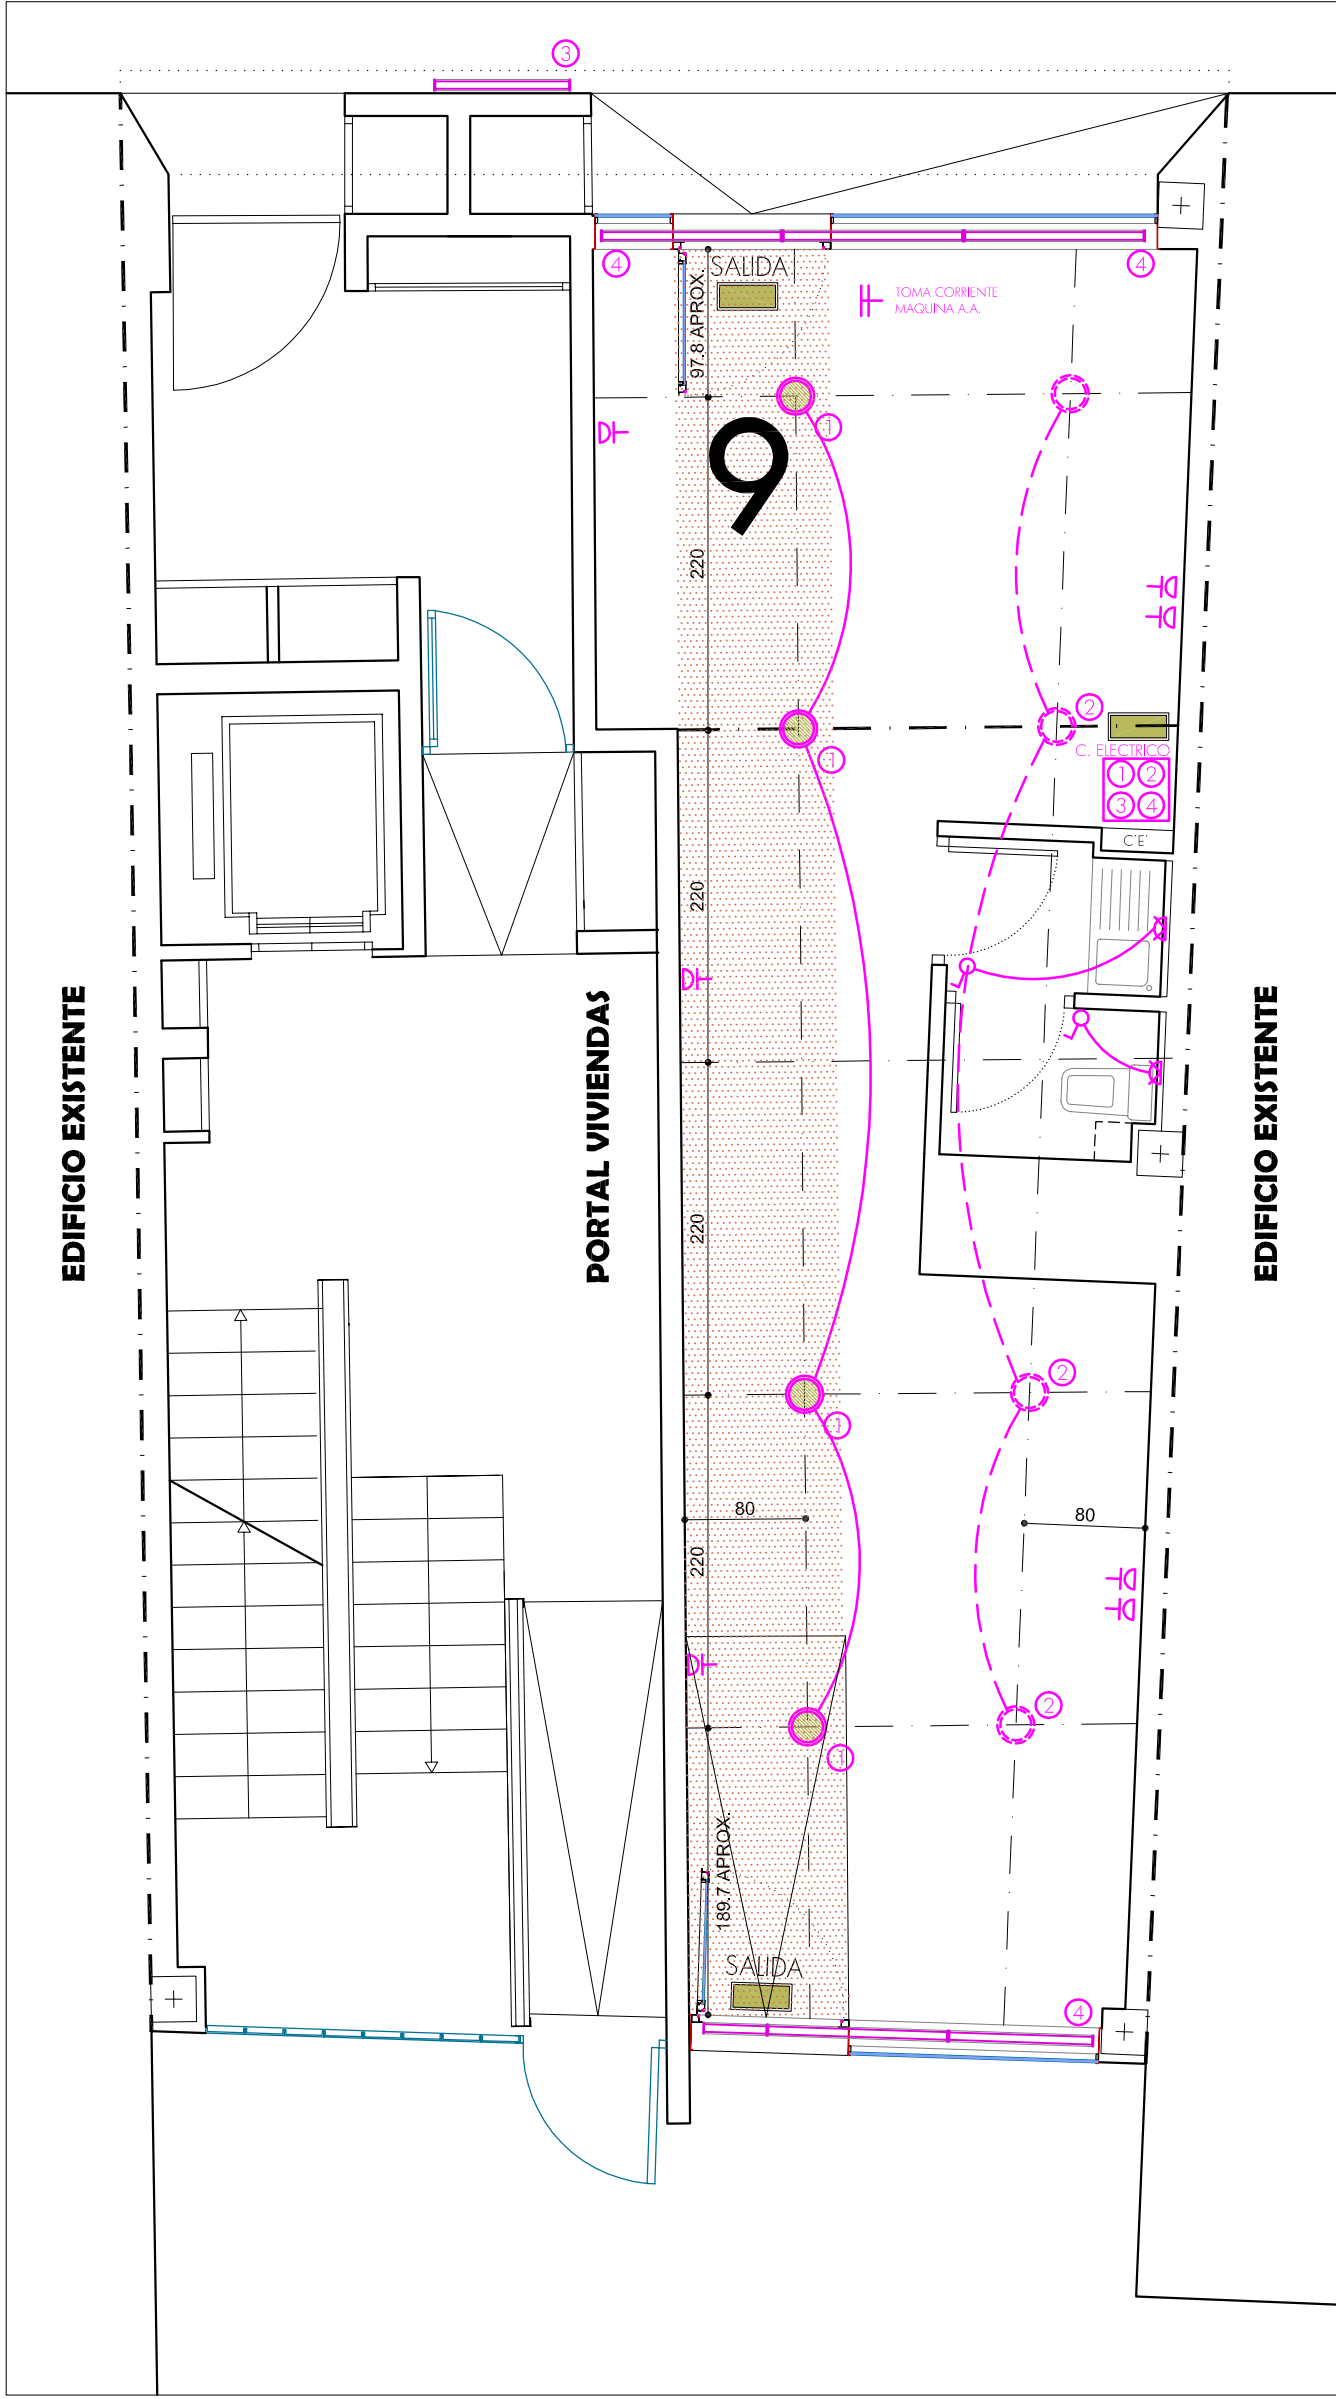 3
4
SALIDA
4
TOMA CORRIENTE
MAQUINA A.A.
97.8 APROX.
1
9
220
2
1
C. ELECTRICO
1 2
3 4
C'E'
220
EDIFICIO EXISTENTE
PORTAL VIVIENDAS
EDIFICIO EXISTENTE
220
2
1
80
80
220
2
1
189.7 APROX.
SALIDA
4